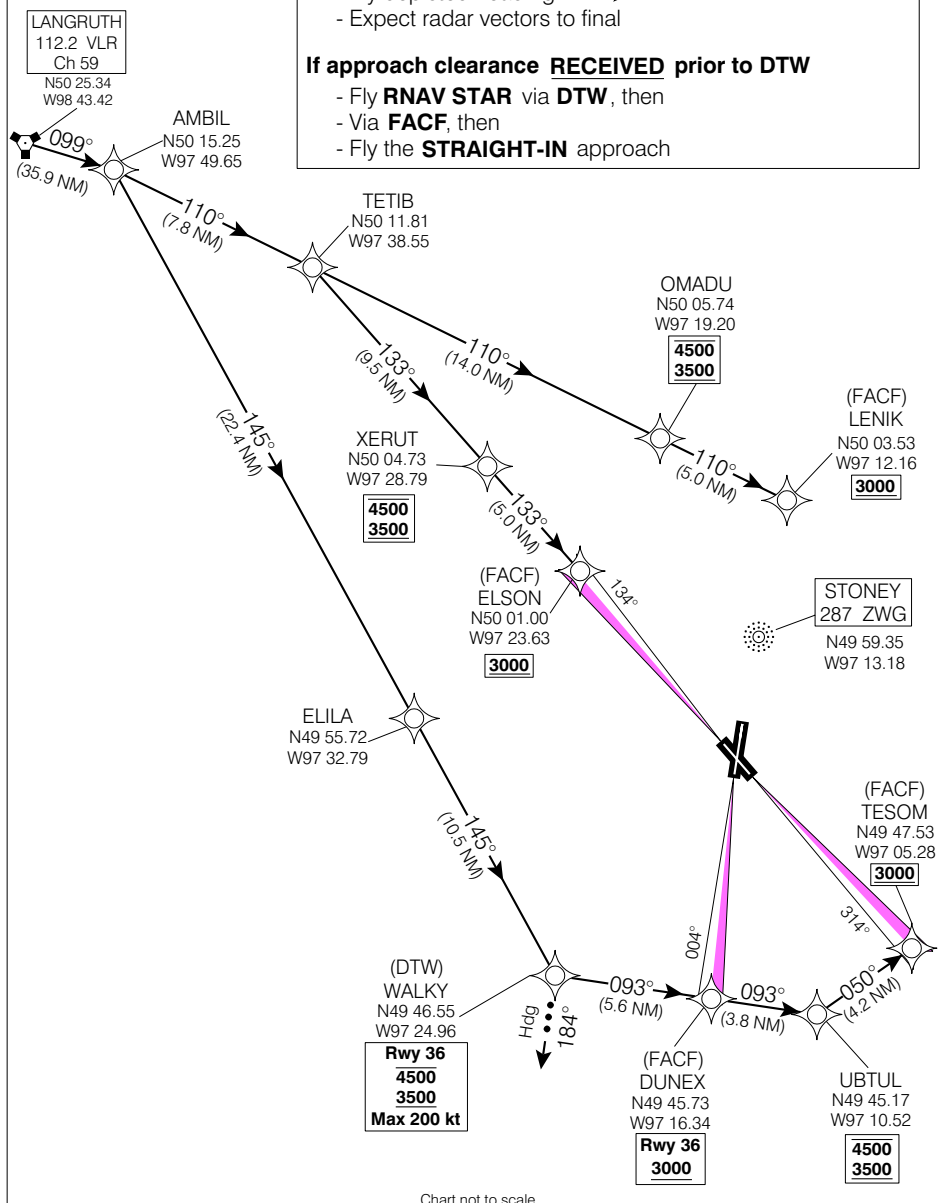 - Expect radar vectors to final
If approach clearance RECEIVED prior to DTW
- Fly RNAV STAR via DTW, then
- Via FACF, then
- Fly the STRAIGHT-IN approach
LANGRUTH
112.2 VLR
Ch 59
N50 25.34
W98 43.42
099°
(35.9 NM)
AMBIL
N50 15.25
W97 49.65
110°
(7.8 NM)
TETIB
N50 11.81
W97 38.55
110°
(14.0 NM)
OMADU
N50 05.74
W97 19.20
4500
3500
110°
(5.0 NM)
(FACF)
LENIK
N50 03.53
W97 12.16
3000
133°
(9.5 NM)
XERUT
N50 04.73
W97 28.79
4500
3500
133°
(5.0 NM)
(FACF)
ELSON
N50 01.00
W97 23.63
3000
134°
STONEY
287 ZWG
N49 59.35
W97 13.18
145°
(22.4 NM)
ELILA
N49 55.72
W97 32.79
145°
(10.5 NM)
(DTW)
WALKY
N49 46.55
W97 24.96
Rwy 36
4500
3500
Max 200 kt
Hdg
184°
093°
(5.6 NM)
004°
(FACF)
DUNEX
N49 45.73
W97 16.34
Rwy 36
3000
093°
(3.8 NM)
UBTUL
N49 45.17
W97 10.52
4500
3500
050°
(4.2 NM)
314°
(FACF)
TESOM
N49 47.53
W97 05.28
3000
Chart not to scale